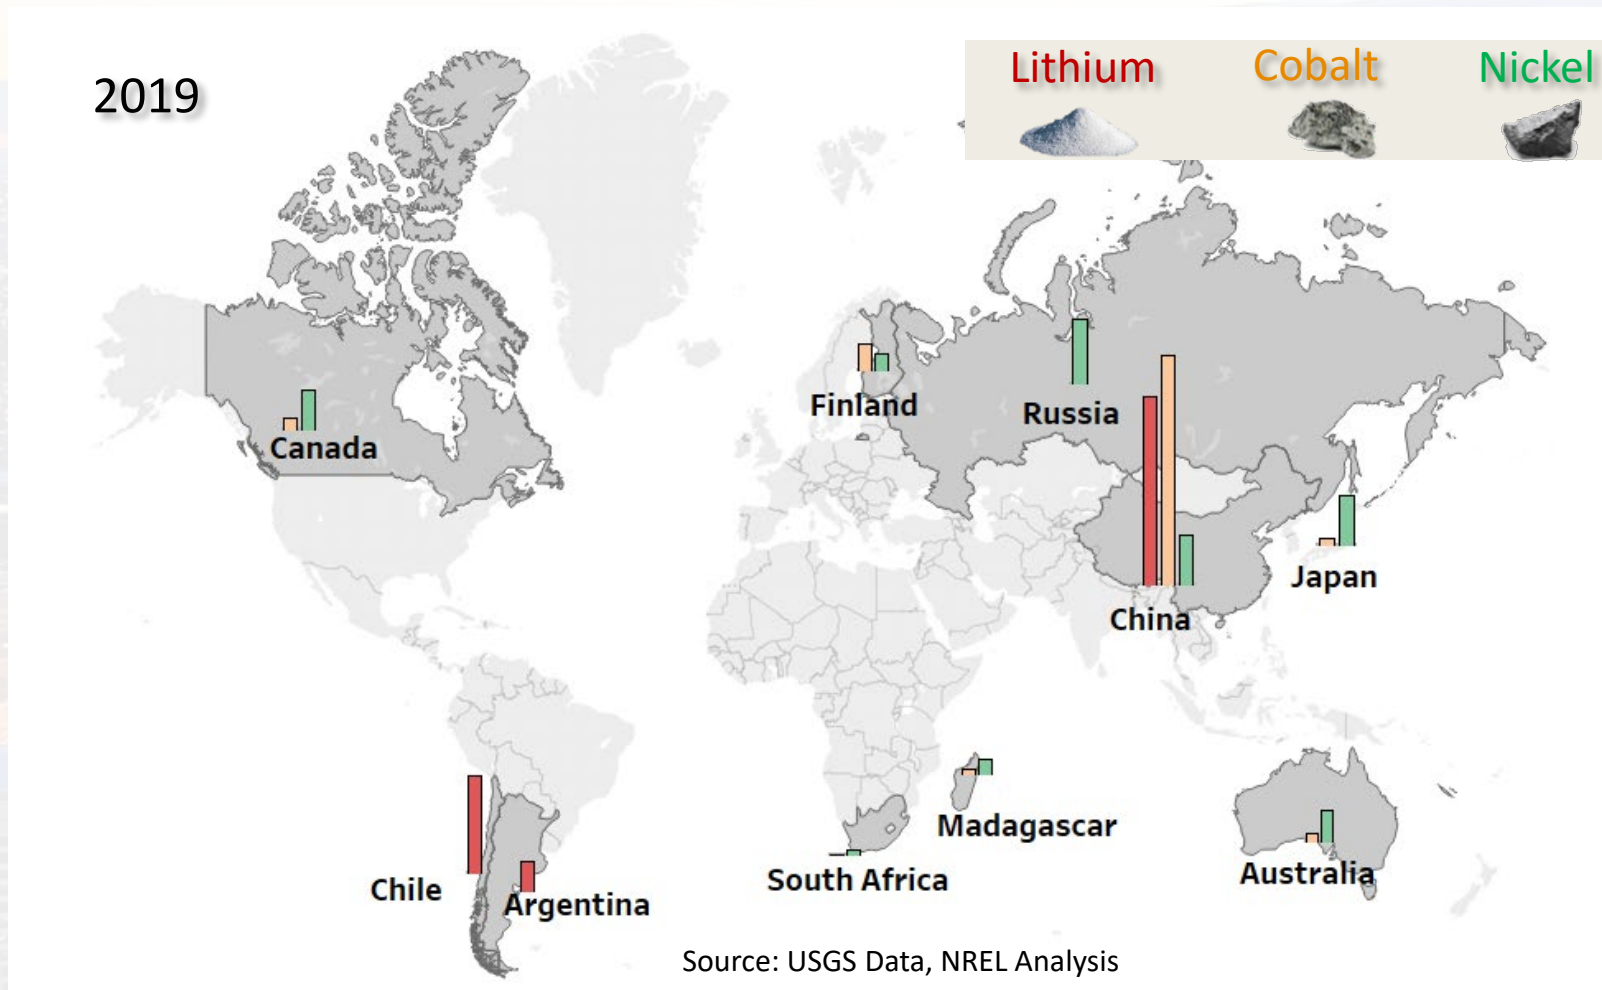 2019
Lithium
Cobalt
Nickel
Canada
Finland
Russia
China
Japan
Chile
Argentina
South Africa
Madagascar
Australia
Source: USGS Data, NREL Analysis